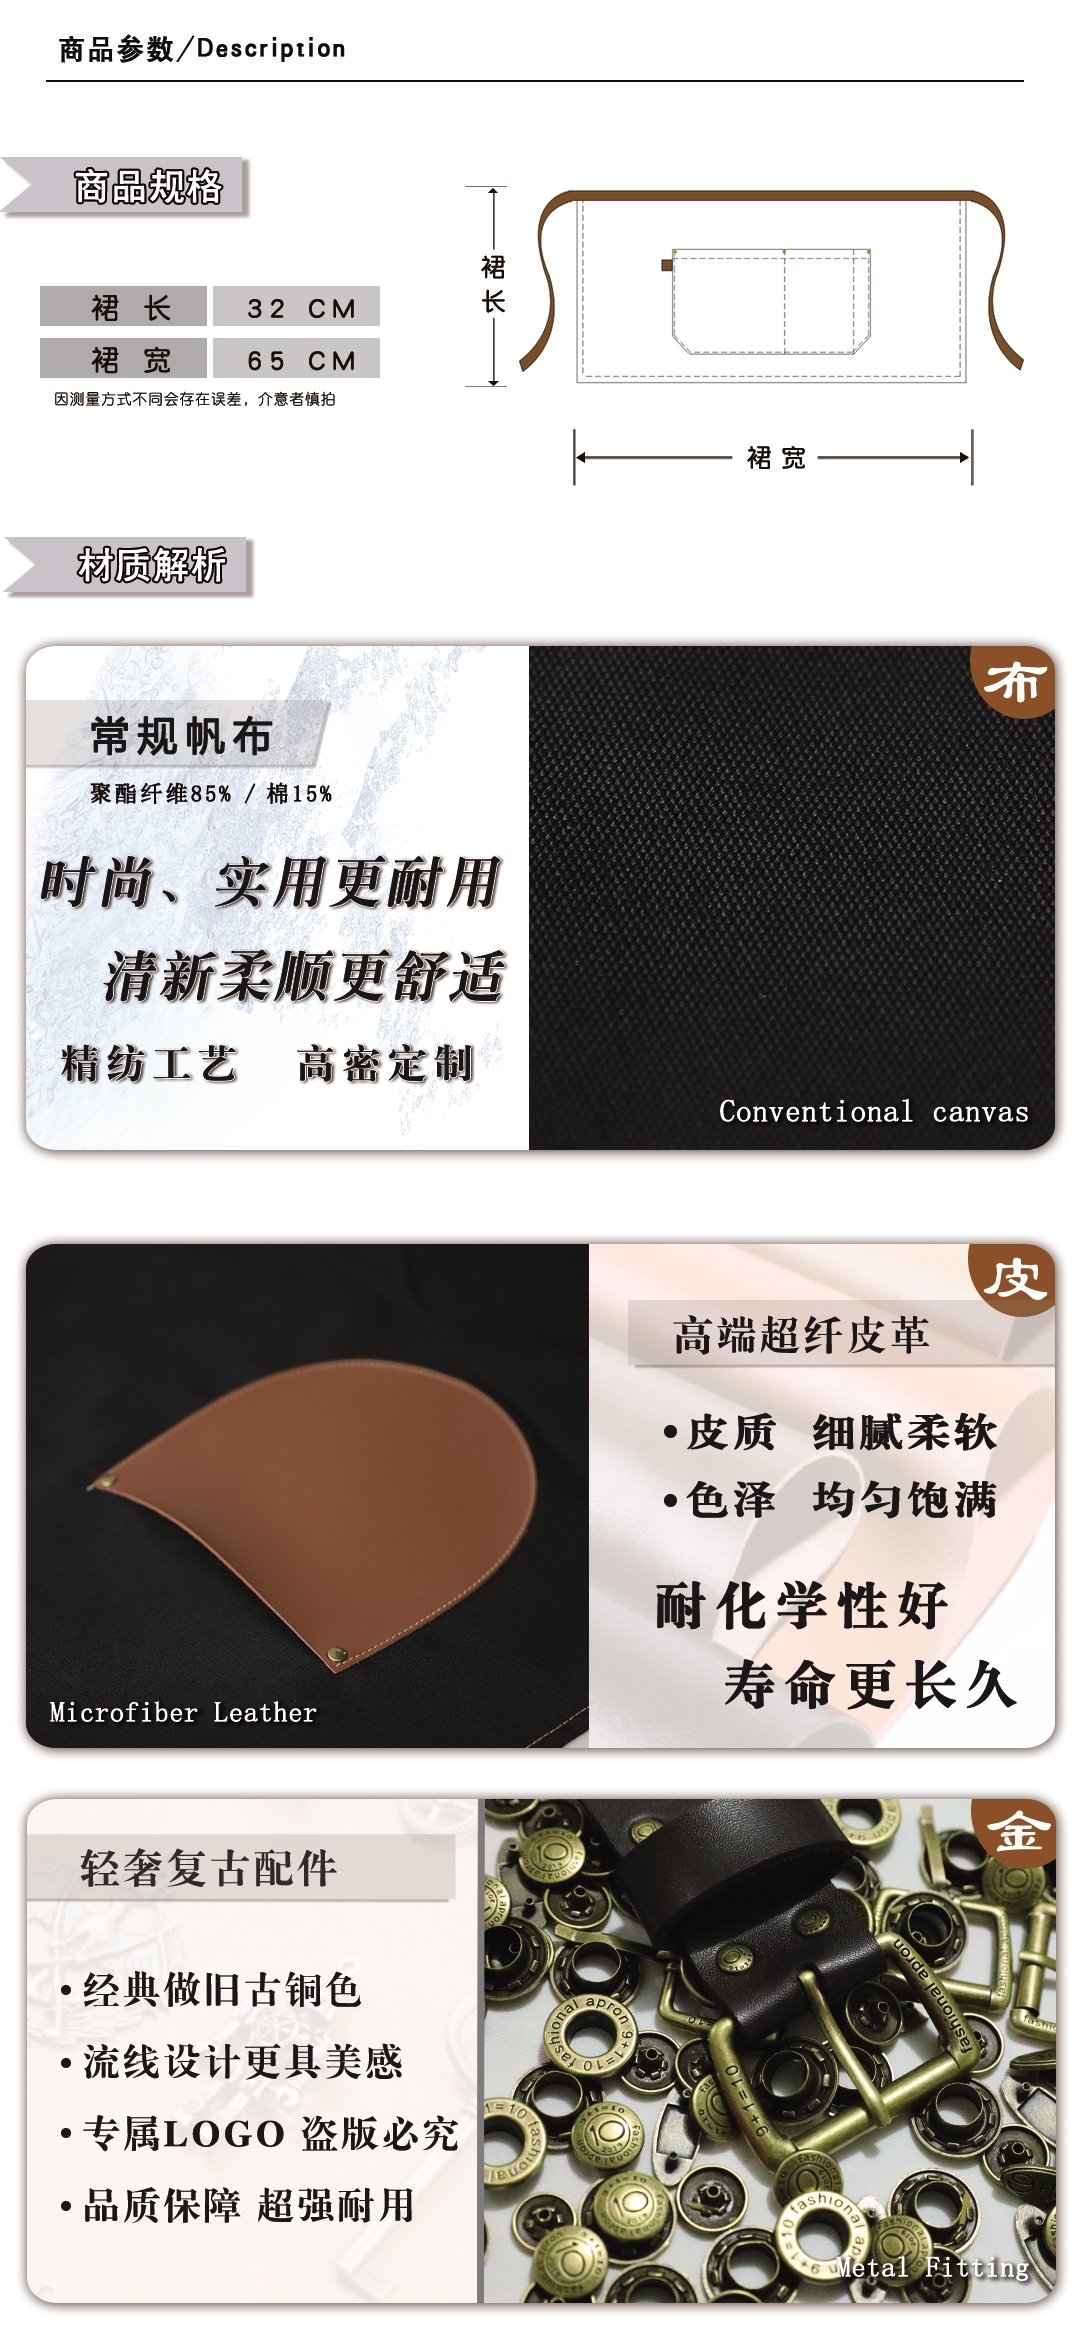 商品参数/Description
商品规格
裙 长 32 CM
裙 宽 65 CM
因测量方式不同会存在误差，介意者慎拍
裙
长
裙 宽
材质解析
布
常规帆布
聚酯纤维85% / 棉15%
时尚、实用更耐用
清新柔顺更舒适
精纺工艺 高密定制
Conventional canvas
皮
高端超纤皮革
•皮质 细腻柔软
•色泽 均匀饱满
耐化学性好
寿命更长久
Microfiber Leather
金
轻奢复古配件
•经典做旧古铜色
•流线设计更具美感
•专属LOGO 盗版必究
•品质保障 超强耐用
fashional apron
9+1=10
fashional apron 9+1=10
Metal Fitting